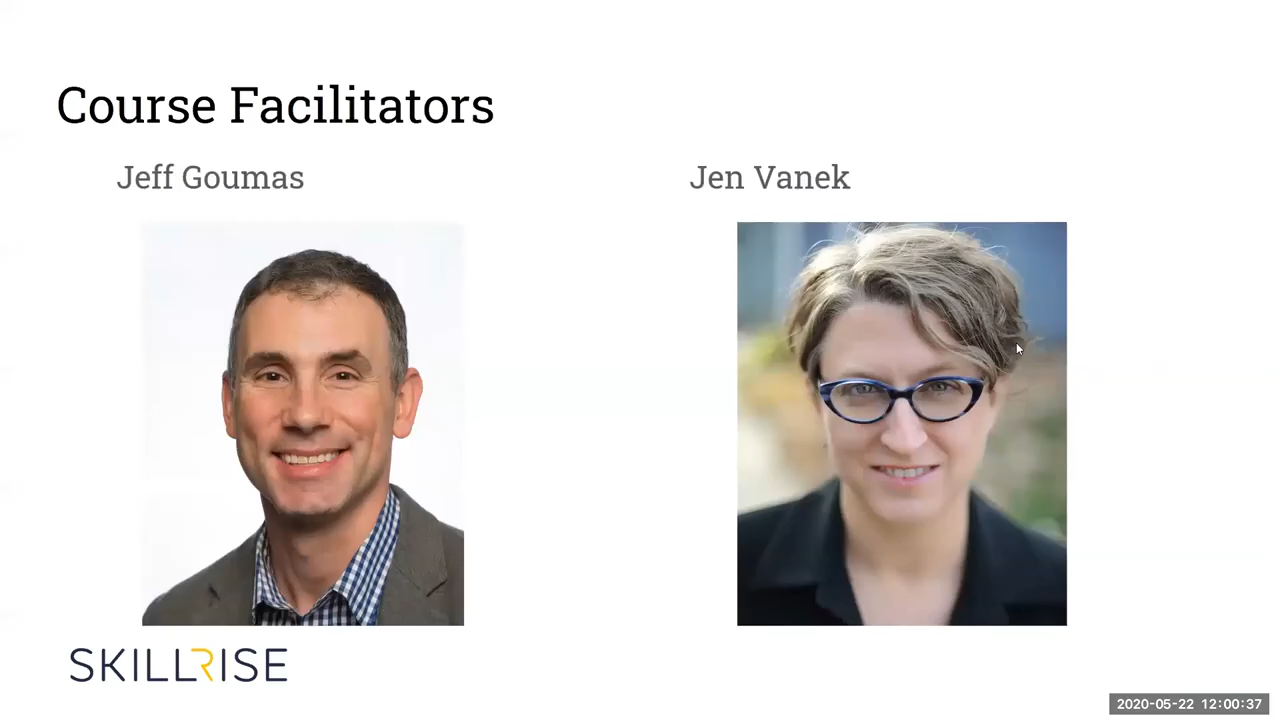 Course Facilitators
Jeff Goumas
Jen Vanek
SKILLRISE
2020-05-22 12:00:37